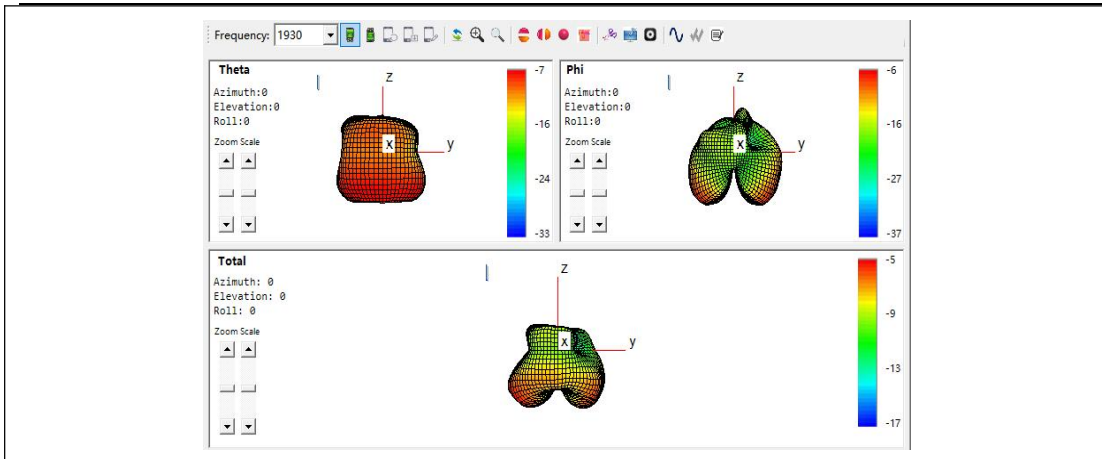 Frequency: 1930
Theta
Azimuth:0
Elevation:0
Roll:0
Zoom Scale
z
x
y
-7
-16
-24
-33
Phi
Azimuth:0
Elevation:0
Roll:0
Zoom Scale
z
x
y
-6
-16
-27
-37
Total
Azimuth: 0
Elevation: 0
Roll: 0
Zoom Scale
z
x
y
-5
-9
-13
-17